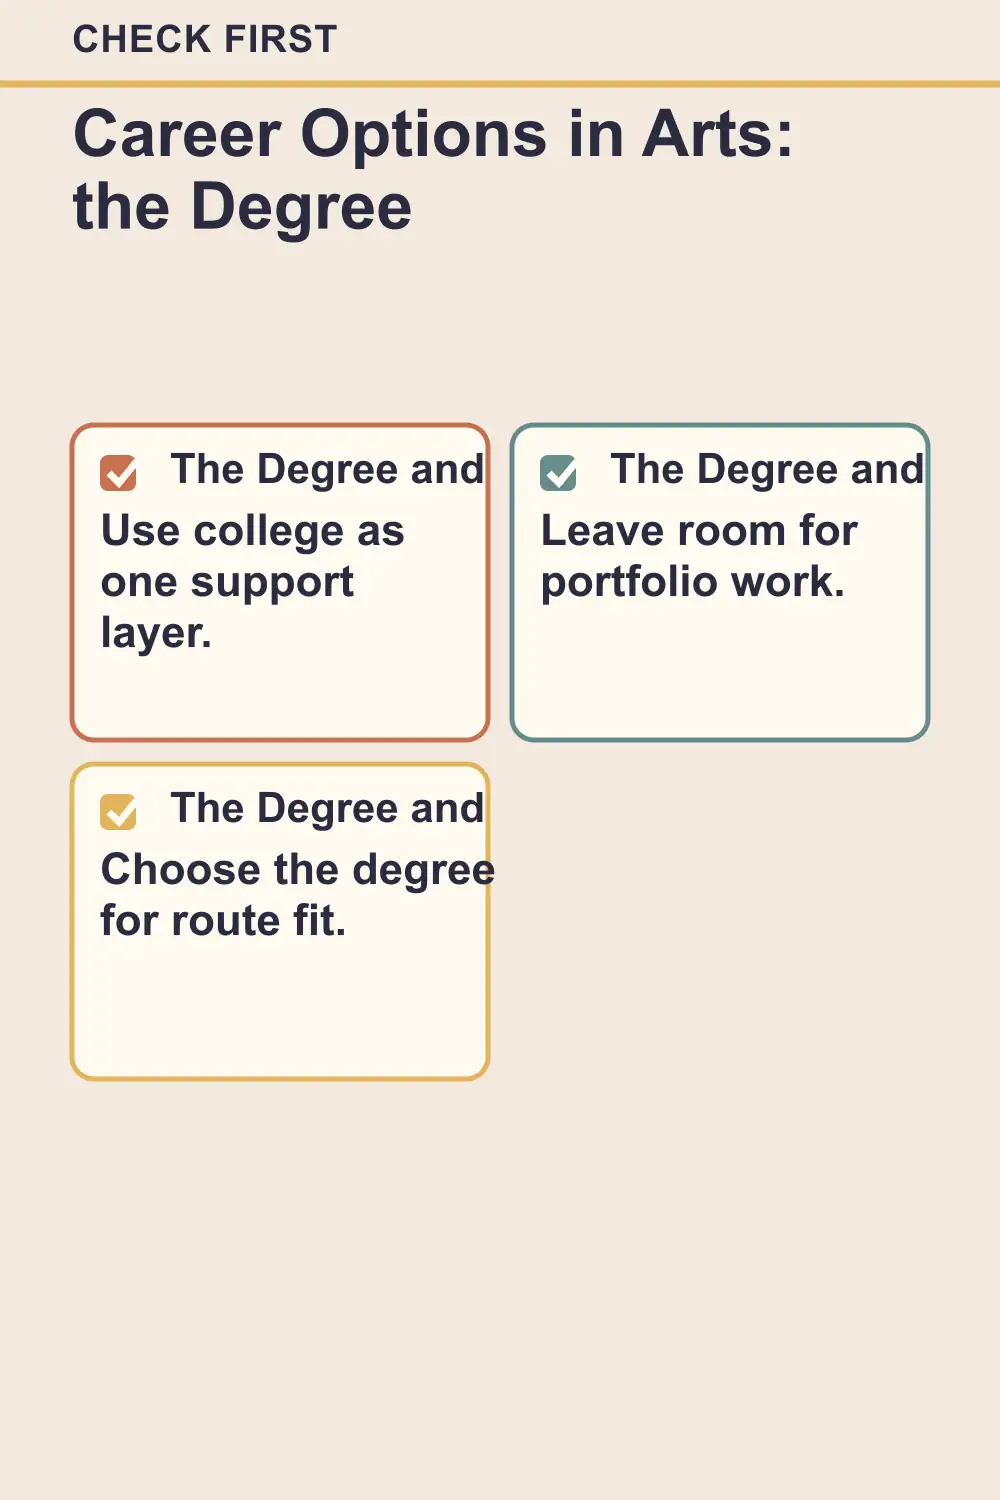 CHECK FIRST
Career Options in Arts:
the Degree
The Degree and
Use college as
one support
layer.
The Degree and
Leave room for
portfolio work.
The Degree and
Choose the degree
for route fit.